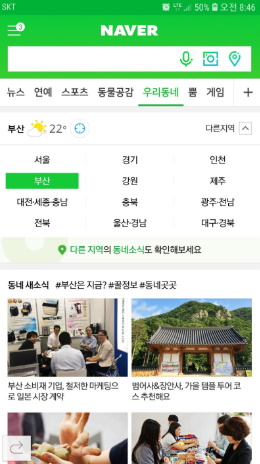 SKT LTE 50% 오전 8:46
3 NAVER
뉴스 연예 스포츠 동물공감 우리동네 뿜 게임 +
부산 22° 다른지역
서울 경기 인천
부산 강원 제주
대전·세종·충남 충북 광주·전남
전북 울산·경남 대구·경북
다른 지역의 동네소식도 확인해보세요
동네 새소식 #부산은 지금? #꿀정보 #동네곳곳
부산 소비재 기업, 철저한 마케팅으
로 일본 시장 계약
범어사&장안사, 가을 템플 투어 코
스 추천해요